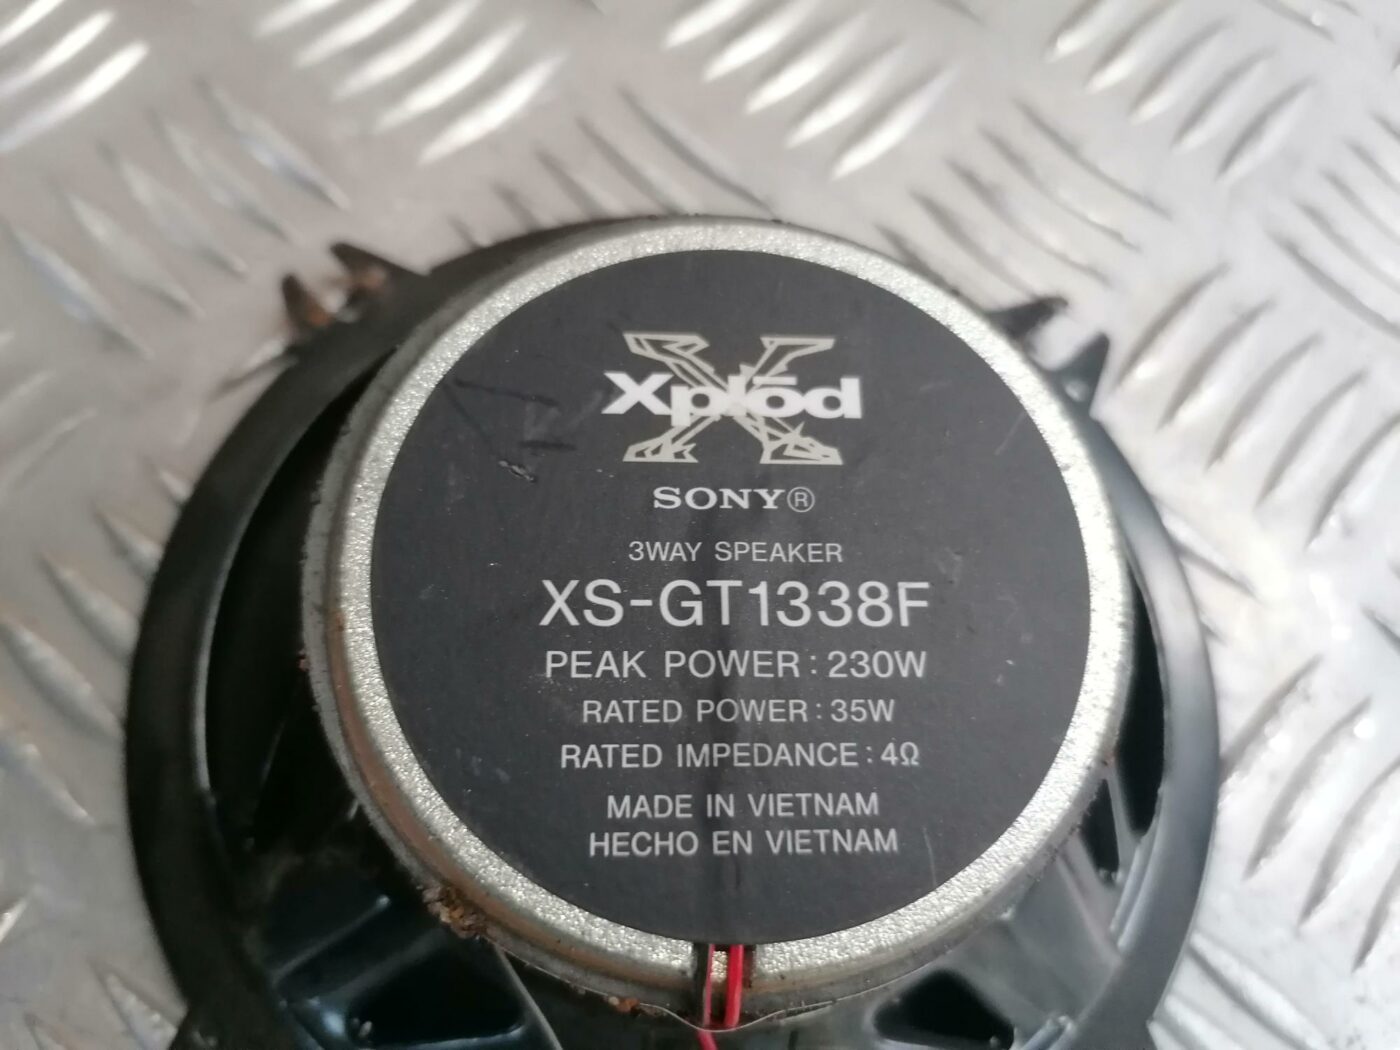 Xplōd
SONY®
3WAY SPEAKER
XS-GT1338F
PEAK POWER : 230W
RATED POWER : 35W
RATED IMPEDANCE : 4Ω
MADE IN VIETNAM
HECHO EN VIETNAM